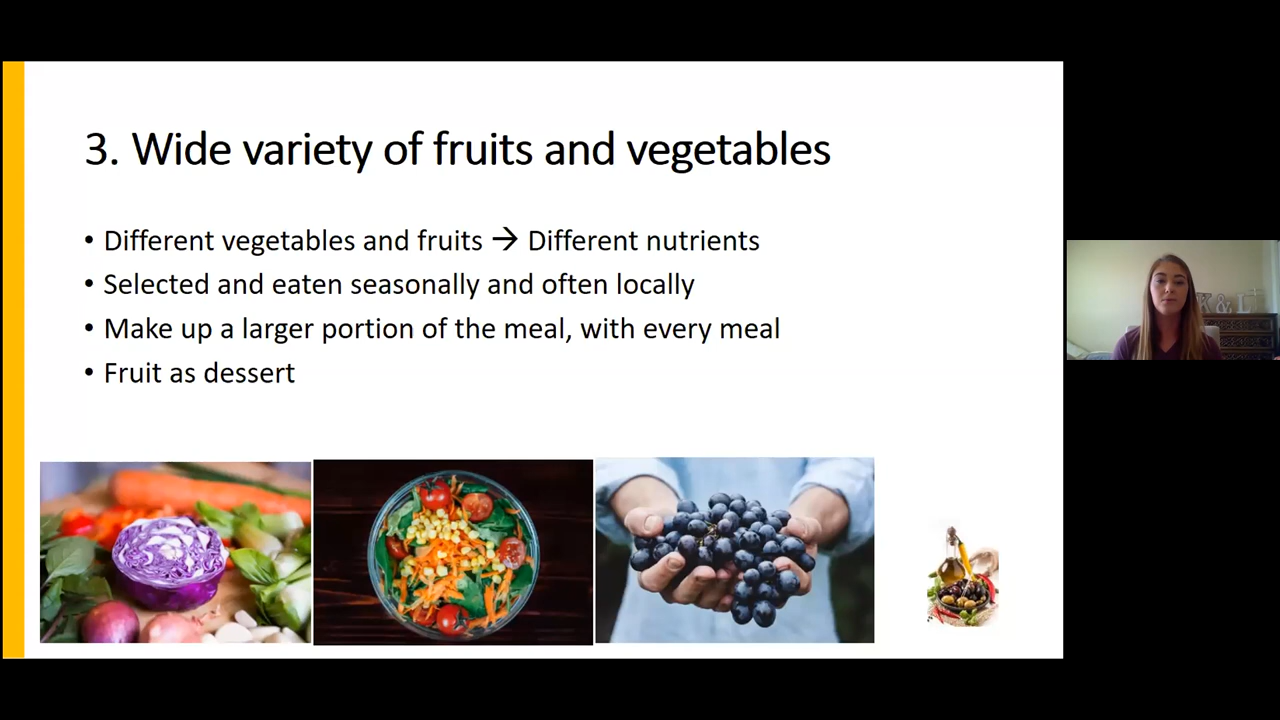 3. Wide variety of fruits and vegetables
• Different vegetables and fruits → Different nutrients
• Selected and eaten seasonally and often locally
• Make up a larger portion of the meal, with every meal
• Fruit as dessert
K & L